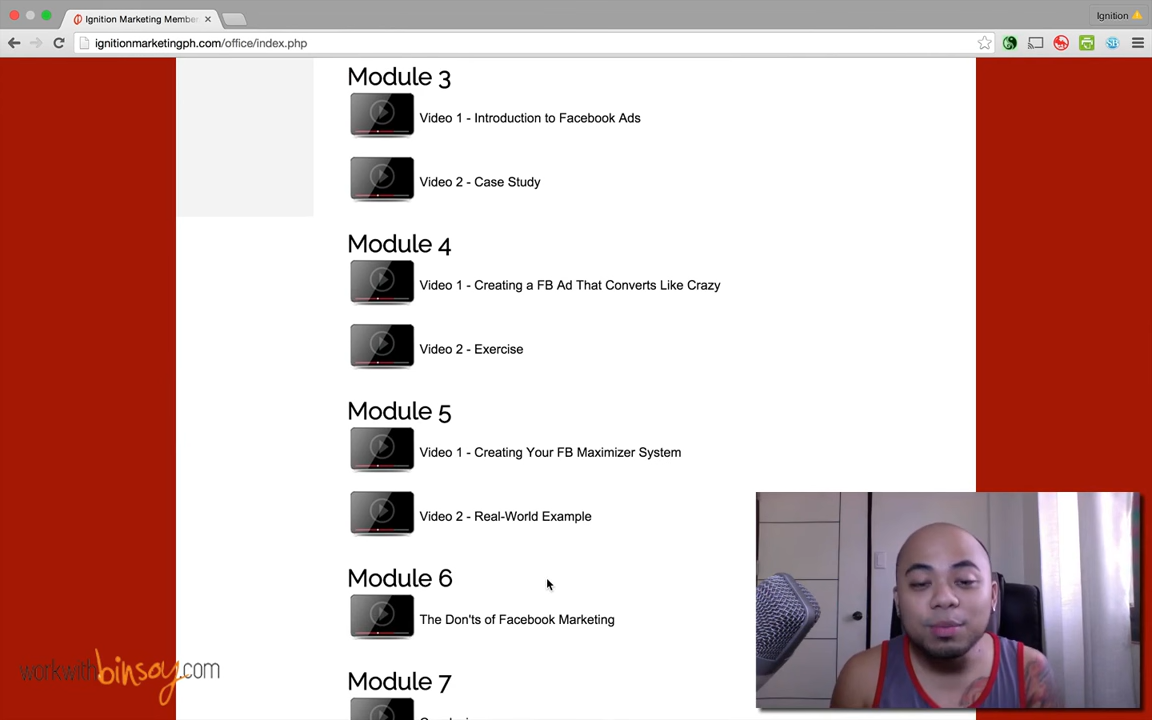 Ignition Marketing Membe
Ignition
ignitionmarketingph.com/office/index.php
Module 3
Video 1 - Introduction to Facebook Ads
Video 2 - Case Study
Module 4
Video 1 - Creating a FB Ad That Converts Like Crazy
Video 2 - Exercise
Module 5
Video 1 - Creating Your FB Maximizer System
Video 2 - Real-World Example
Module 6
The Don'ts of Facebook Marketing
workwithbinsoy.com
Module 7